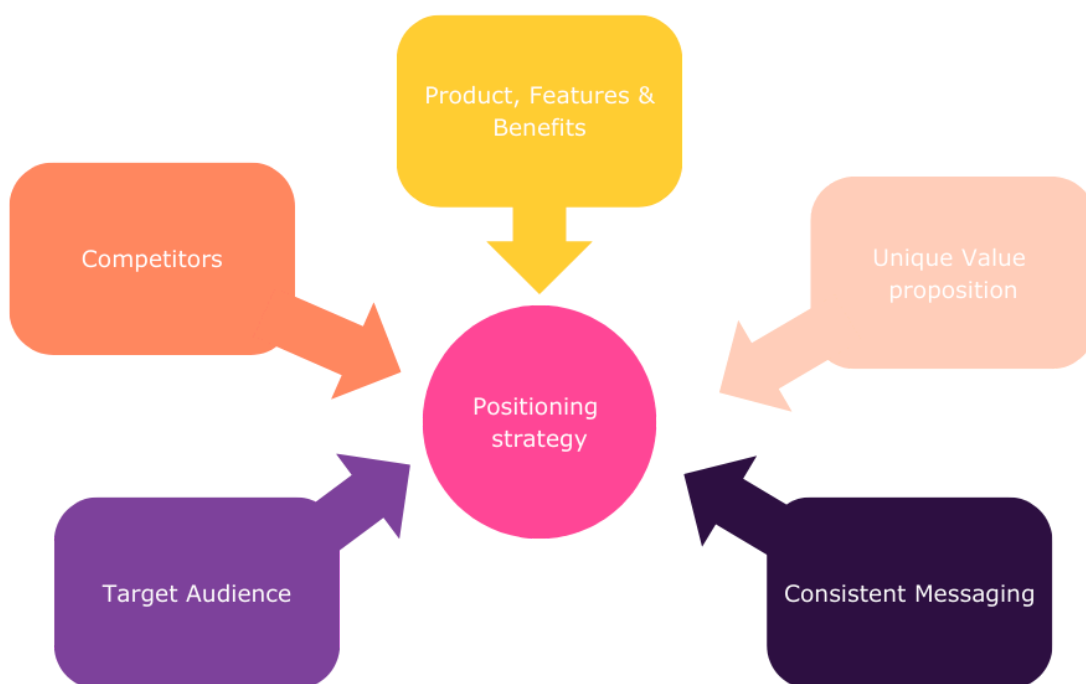 Product, Features &
Benefits
Competitors
Unique Value
proposition
Positioning
strategy
Target Audience
Consistent Messaging